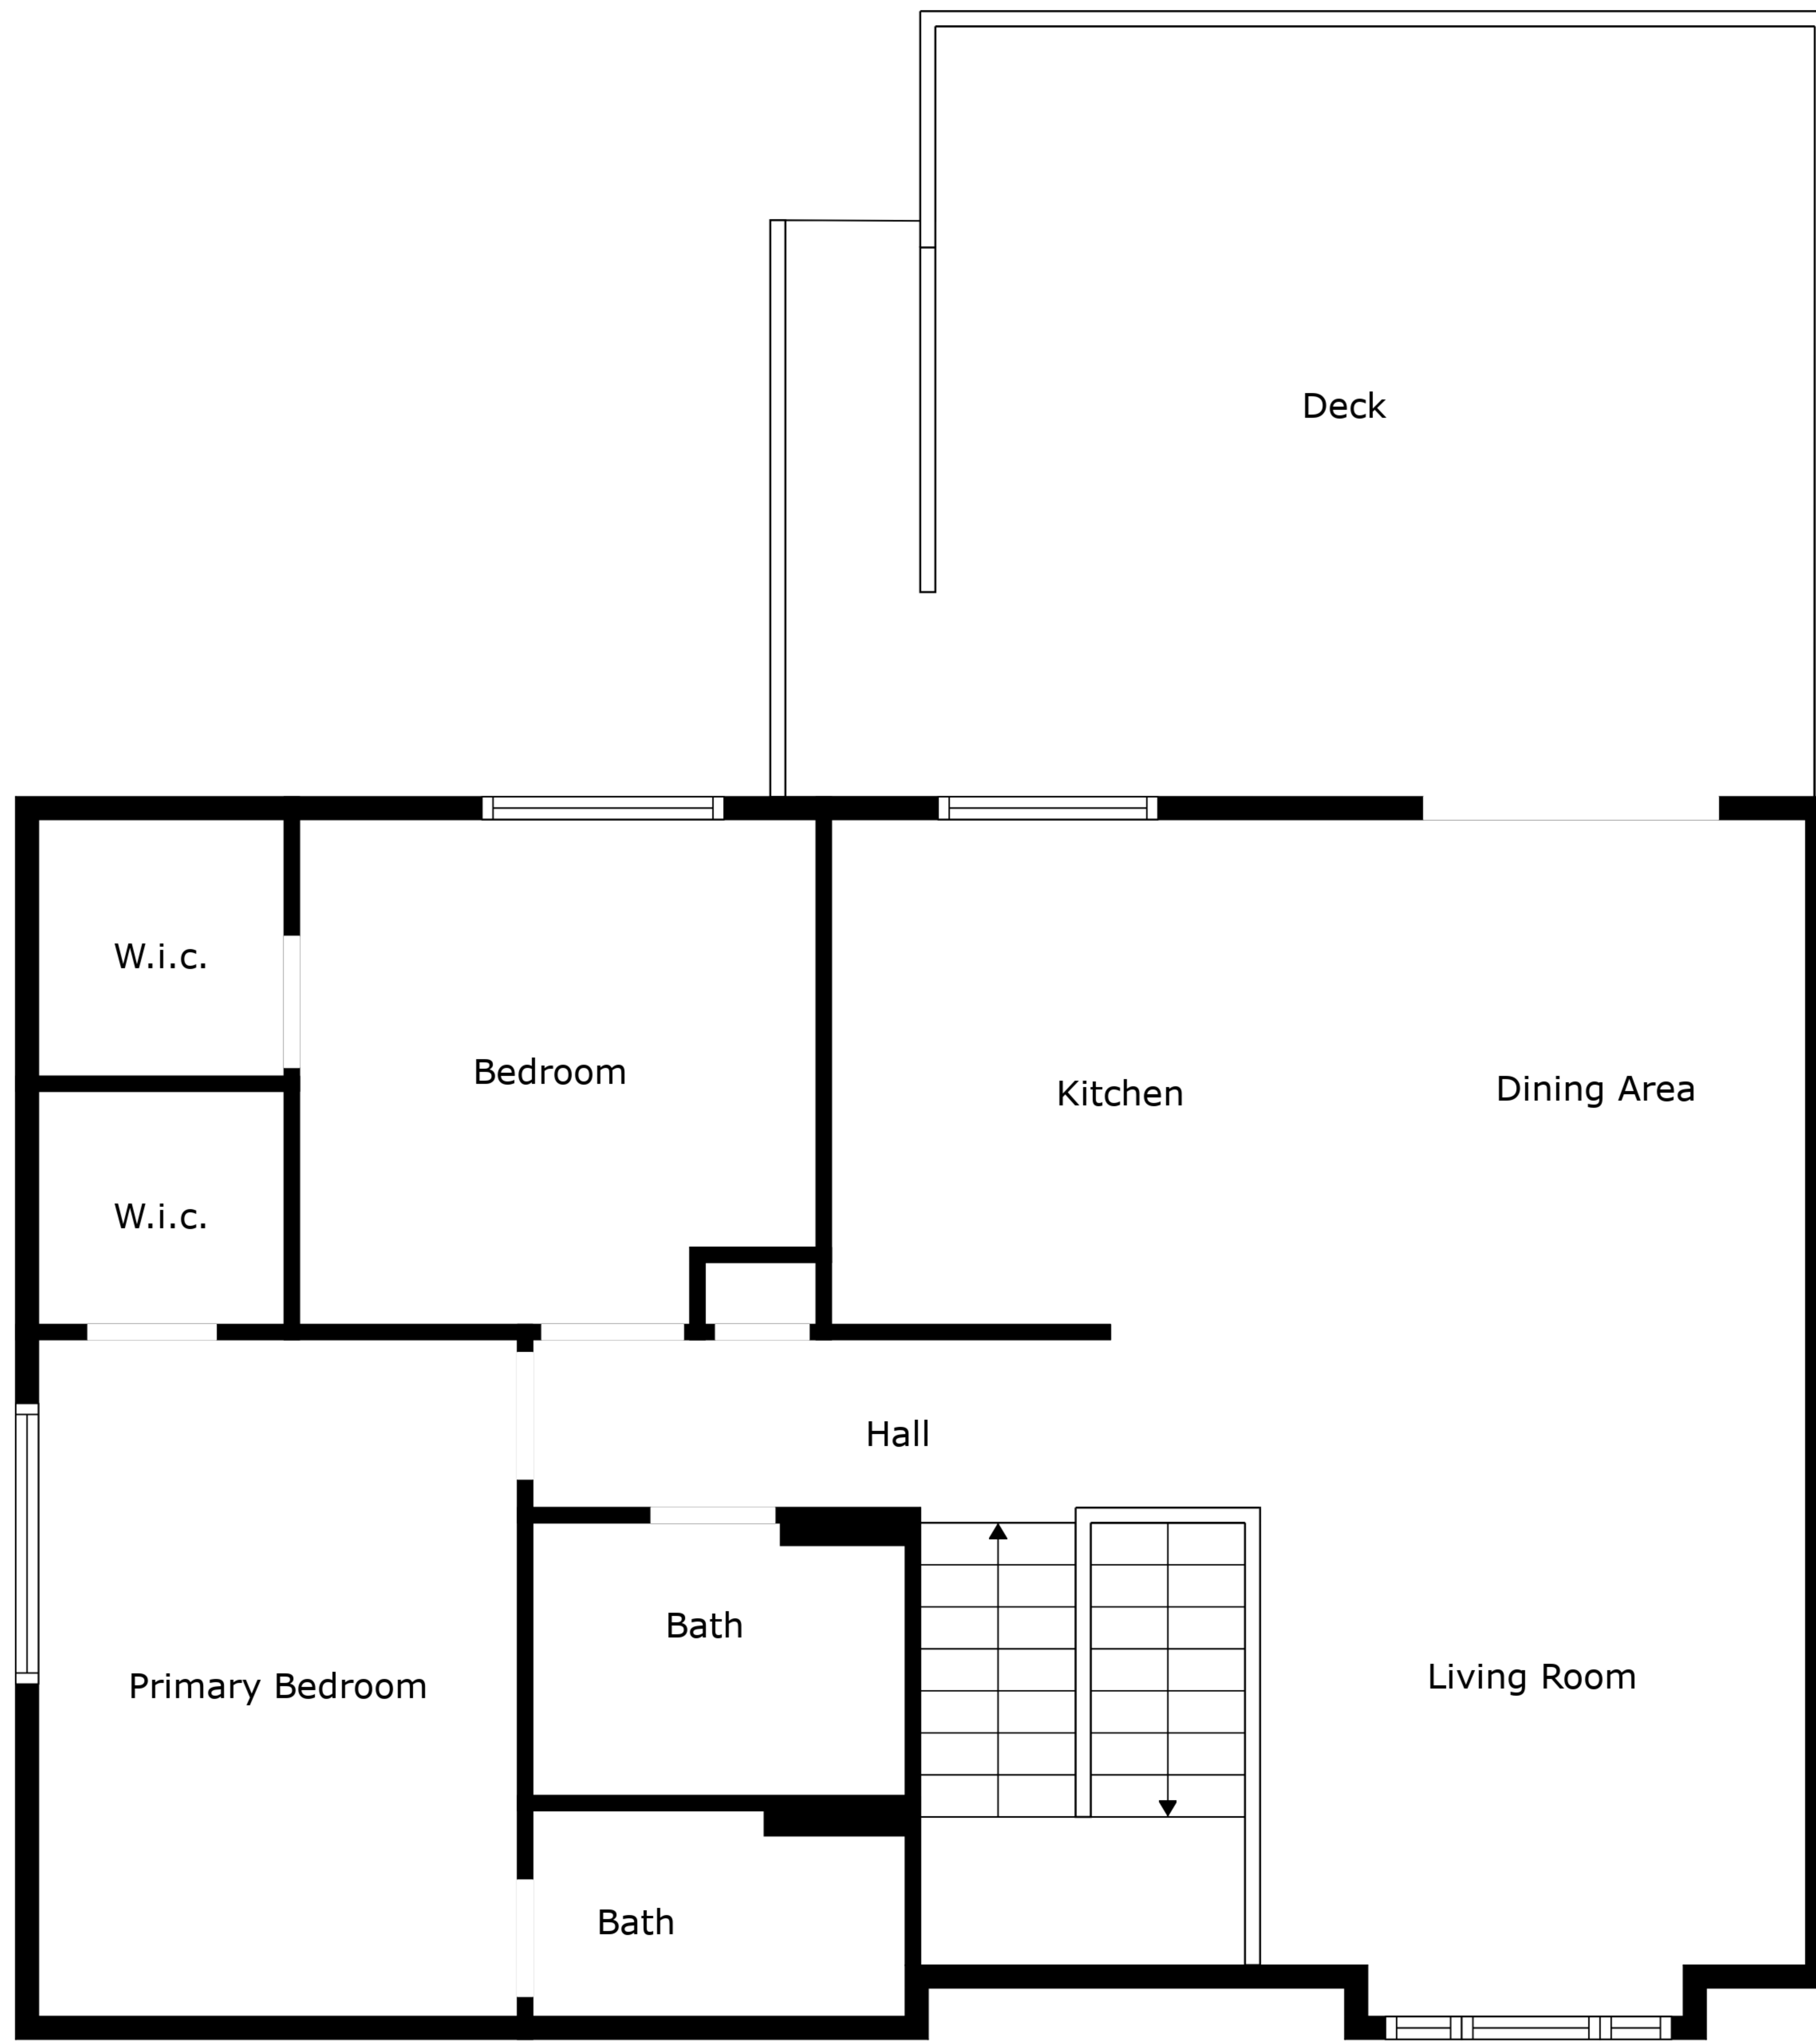 Deck
W.i.c.
Bedroom
Kitchen
Dining Area
W.i.c.
Hall
Bath
Primary Bedroom
Living Room
Bath